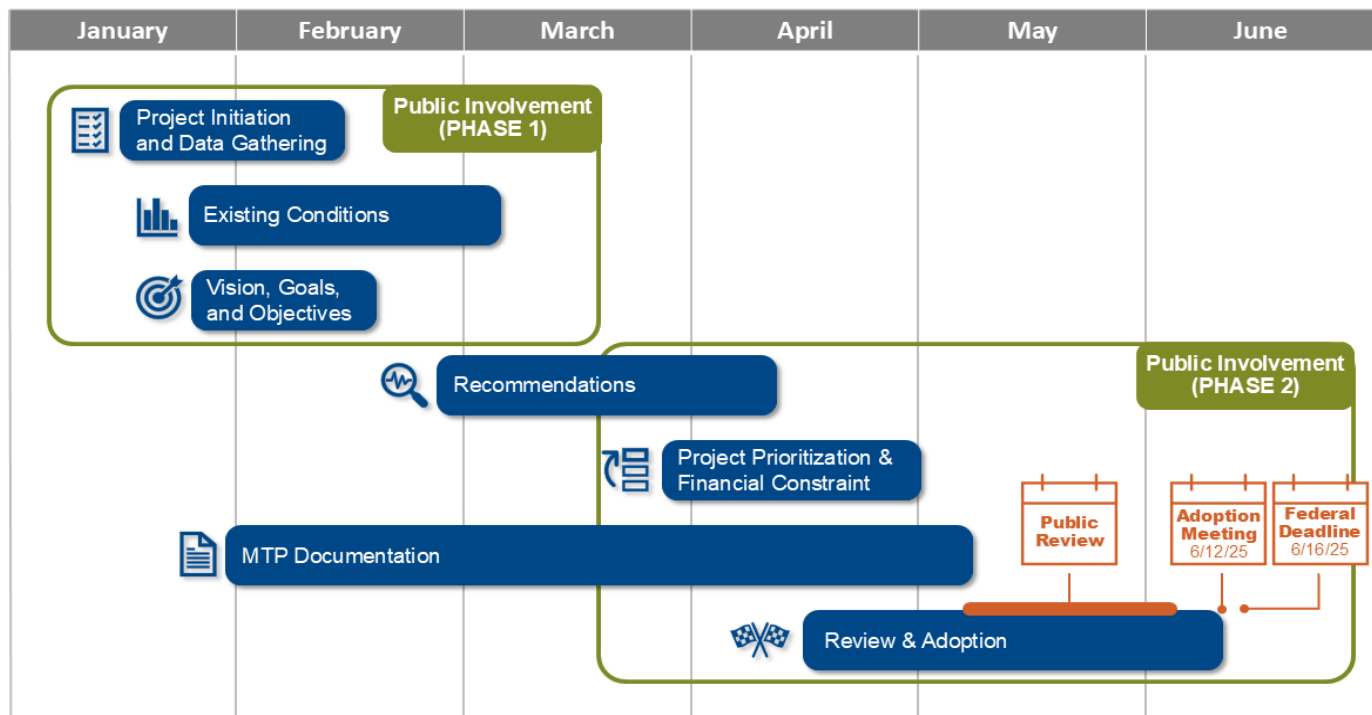 January
February
March
April
May
June
Public Involvement
(PHASE 1)
Project Initiation
and Data Gathering
Existing Conditions
Vision, Goals,
and Objectives
Public Involvement
(PHASE 2)
Recommendations
Project Prioritization &
Financial Constraint
Public
Review
Adoption
Meeting
6/12/25
Federal
Deadline
6/16/25
MTP Documentation
Review & Adoption